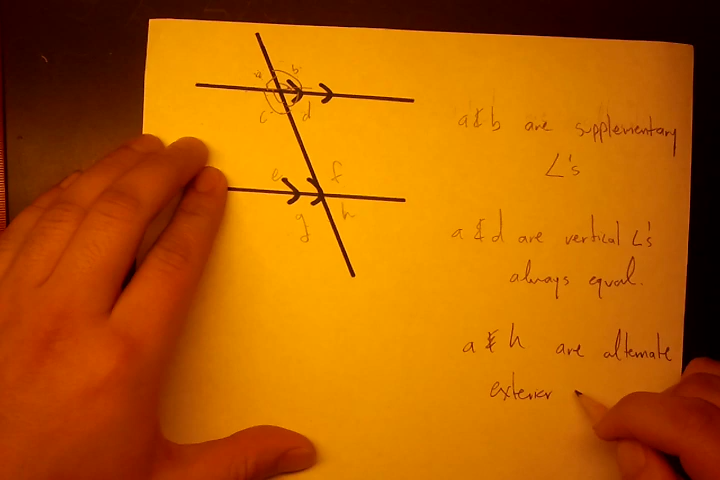 a b
c d
e f
g h
a & b are supplementary
∠'s
a & d are vertical ∠'s
always equal.
a & h are alternate
exterior